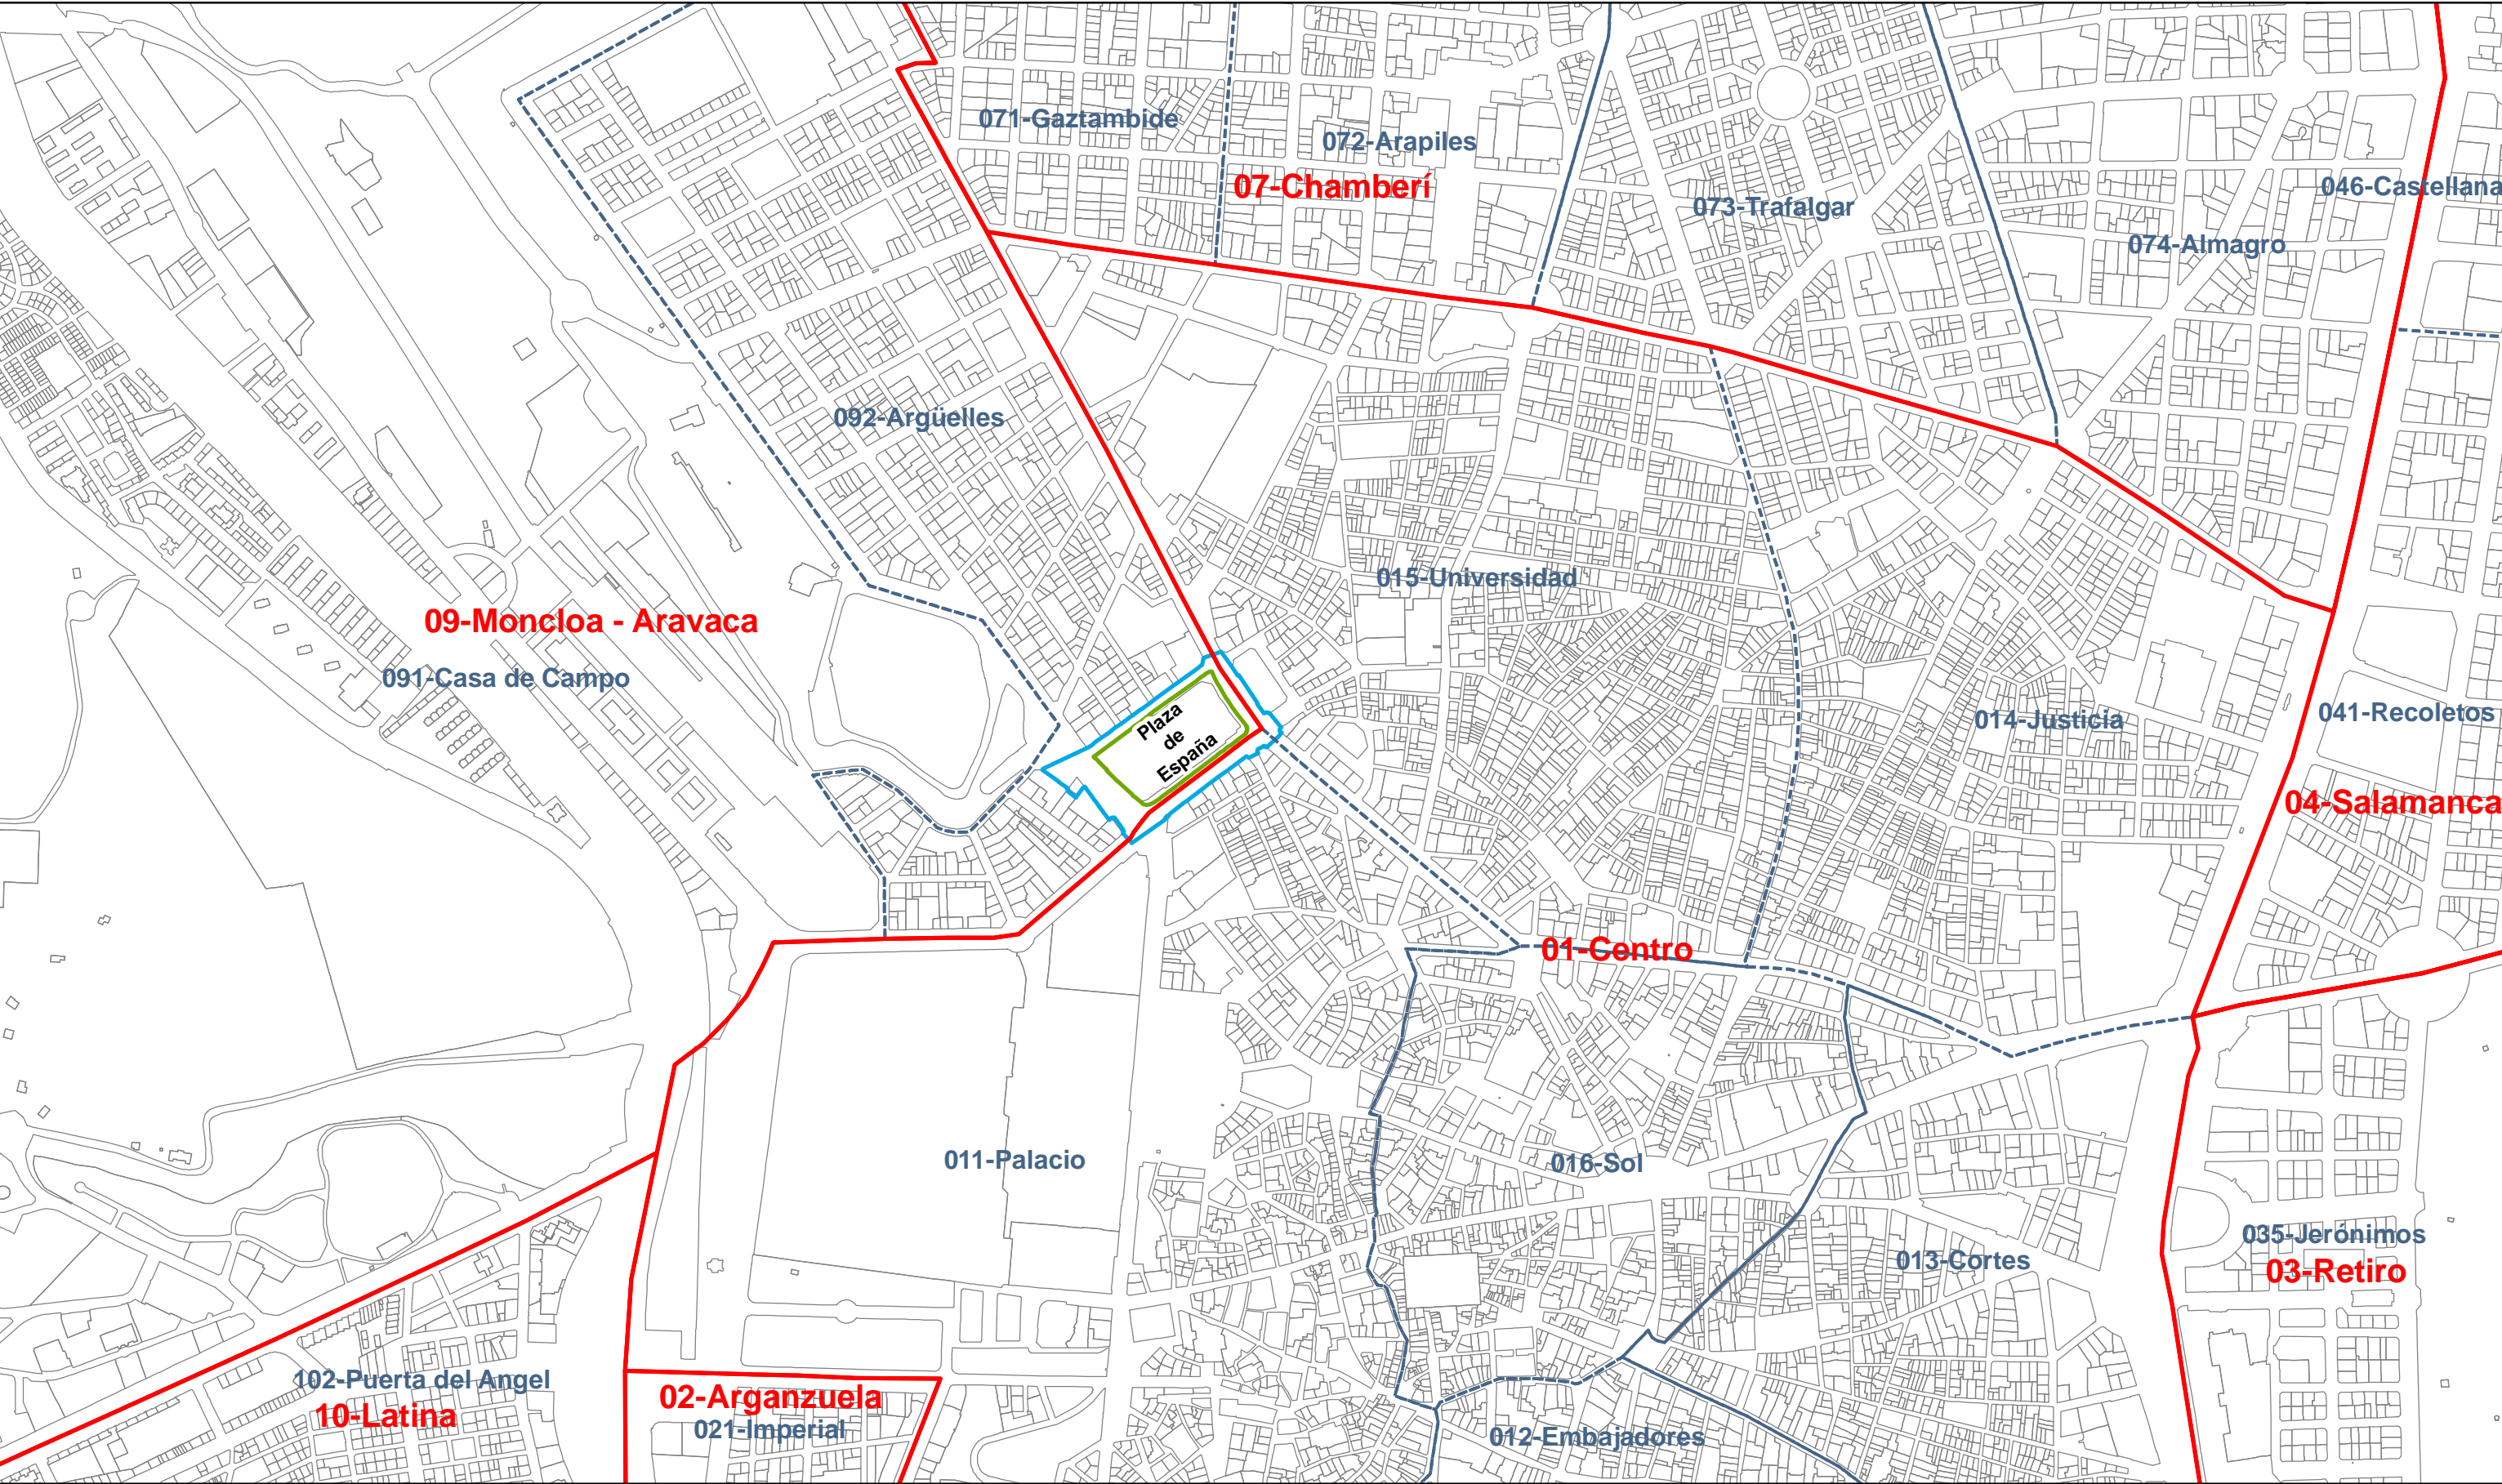 071-Gaztambide
072-Arapiles
07-Chamberí
046-Castellana
073-Trafalgar
074-Almagro
092-Argüelles
015-Universidad
09-Moncloa - Aravaca
091-Casa de Campo
Plaza
de
España
014-Justicia
041-Recoletos
04-Salamanca
01-Centro
011-Palacio
016-Sol
035-Jerónimos
013-Cortes
03-Retiro
102-Puerta del Angel
10-Latina
02-Arganzuela
021-Imperial
012-Embajadores